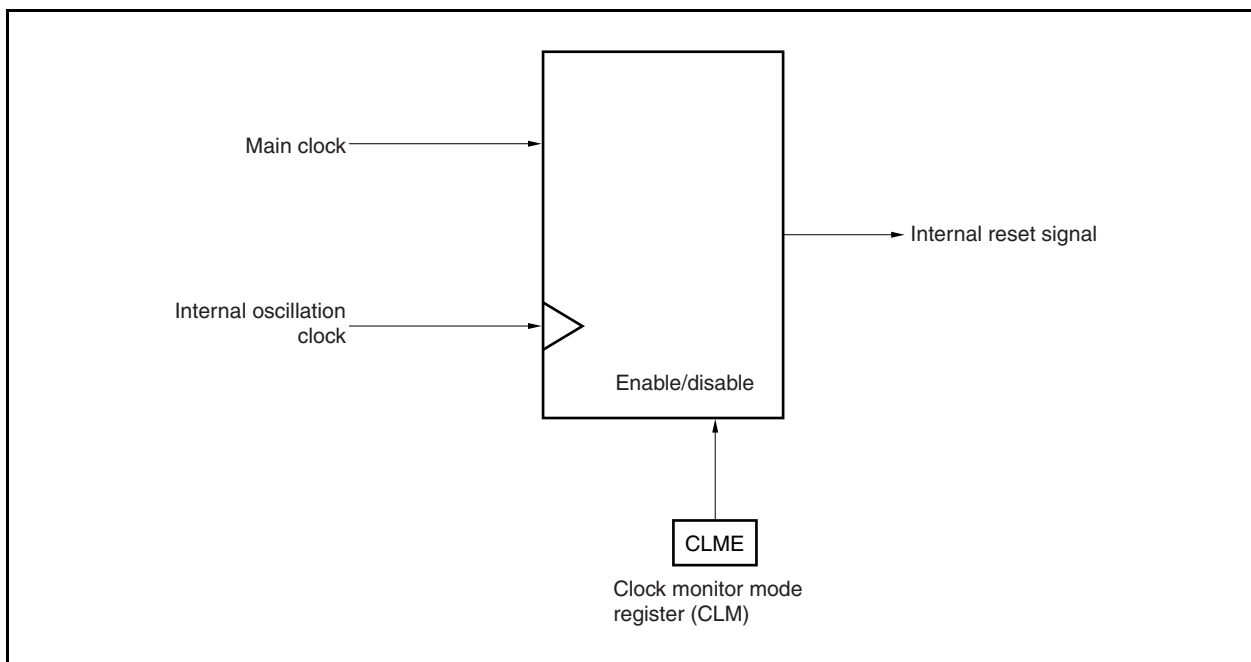 Main clock
Internal reset signal
Internal oscillation
clock
Enable/disable
CLME
Clock monitor mode
register (CLM)